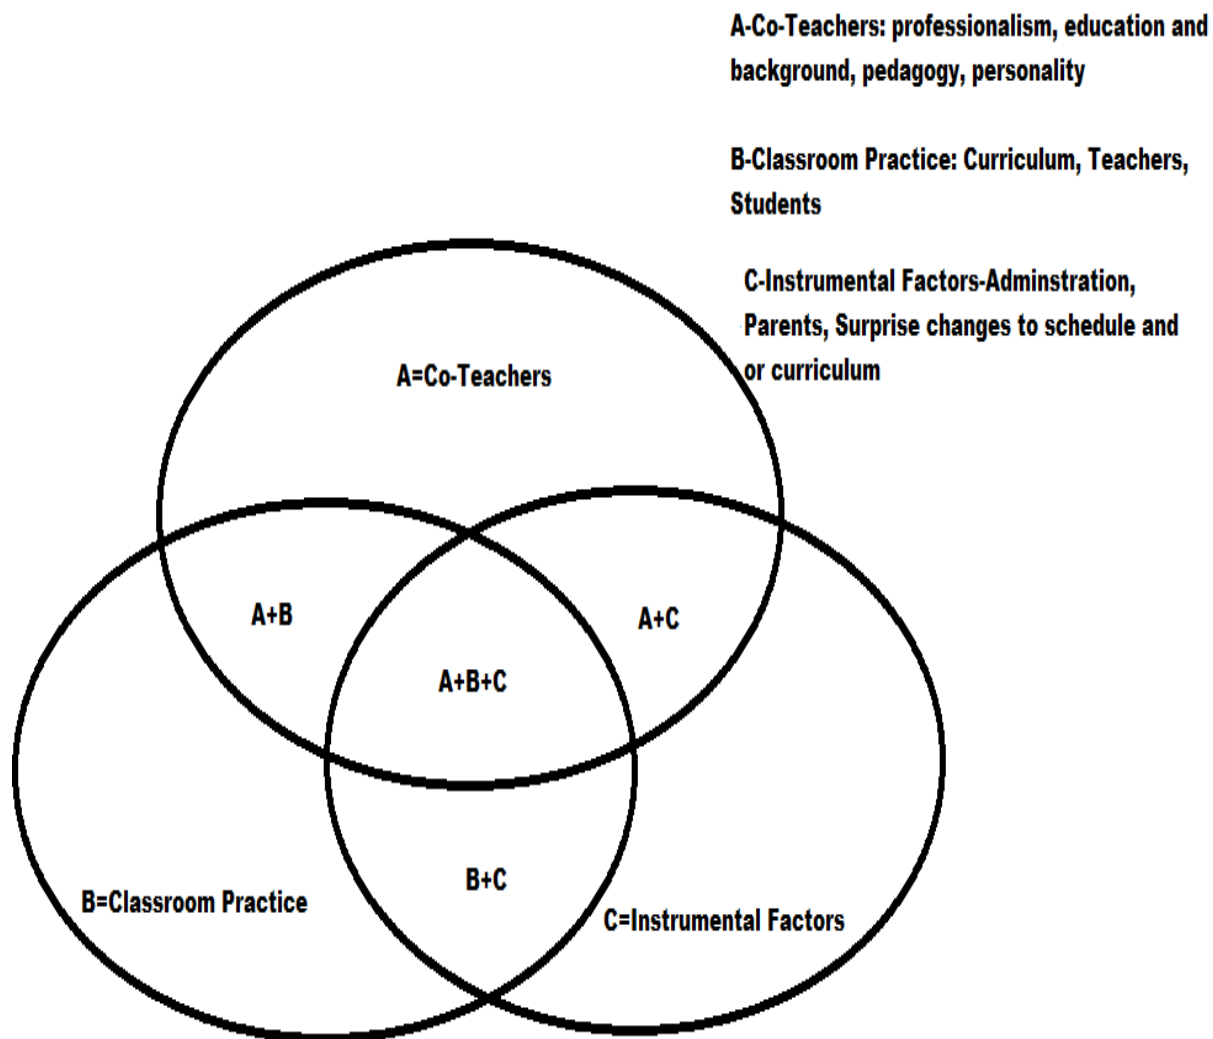 A-Co-Teachers: professionalism, education and
background, pedagogy, personality
B-Classroom Practice: Curriculum, Teachers,
Students
C-Instrumental Factors-Adminstration,
Parents, Surprise changes to schedule and
or curriculum
A=Co-Teachers
A+B
A+C
A+B+C
B+C
B=Classroom Practice
C=Instrumental Factors